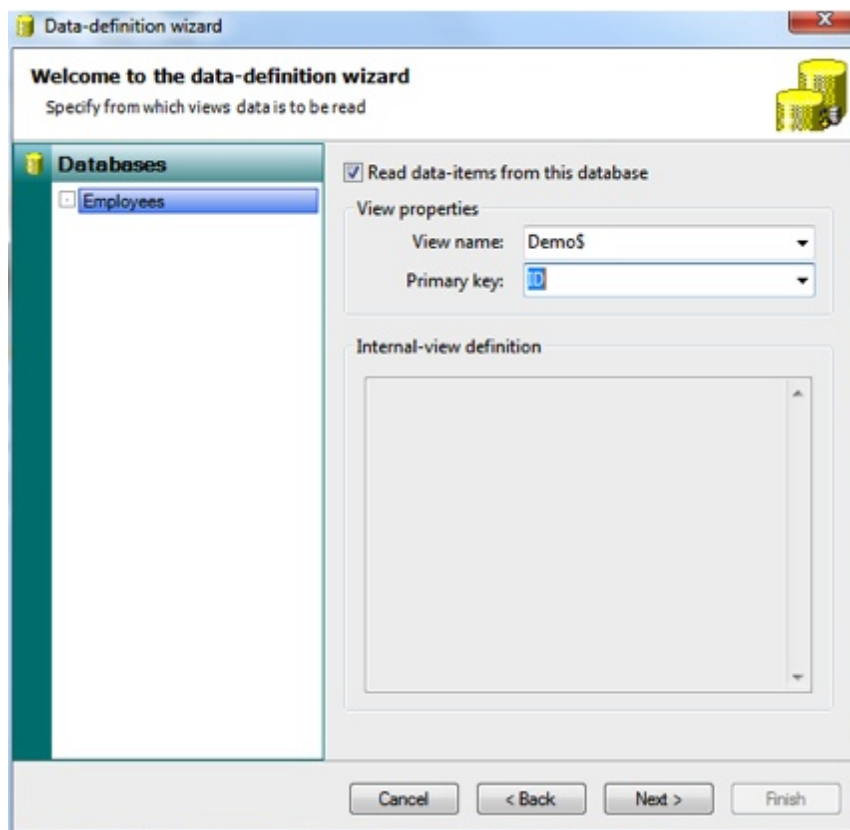 Data-definition wizard
Welcome to the data-definition wizard
Specify from which views data is to be read
Databases
Employees
Read data-items from this database
View properties
View name: Demo$
Primary key: ID
Internal-view definition
Cancel < Back Next > Finish